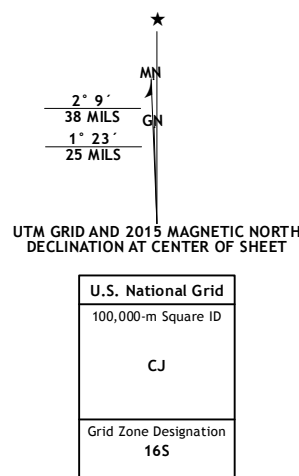 MN
2° 9´
38 MILS
GN
1° 23´
25 MILS
UTM GRID AND 2015 MAGNETIC NORTH
DECLINATION AT CENTER OF SHEET
U.S. National Grid
100,000-m Square ID
CJ
Grid Zone Designation
16S